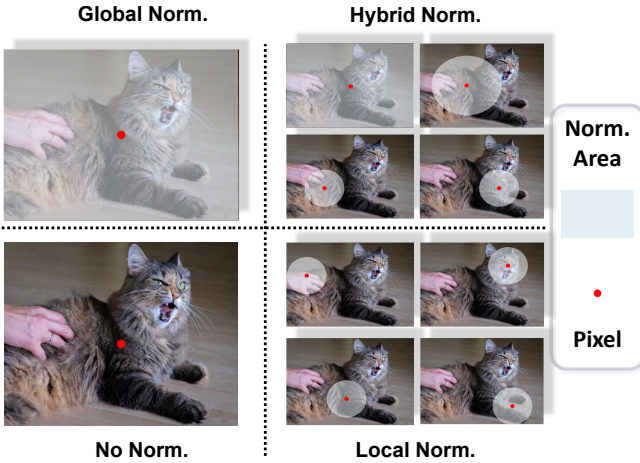 Global Norm.
Hybrid Norm.
Norm.
Area
Pixel
No Norm.
Local Norm.